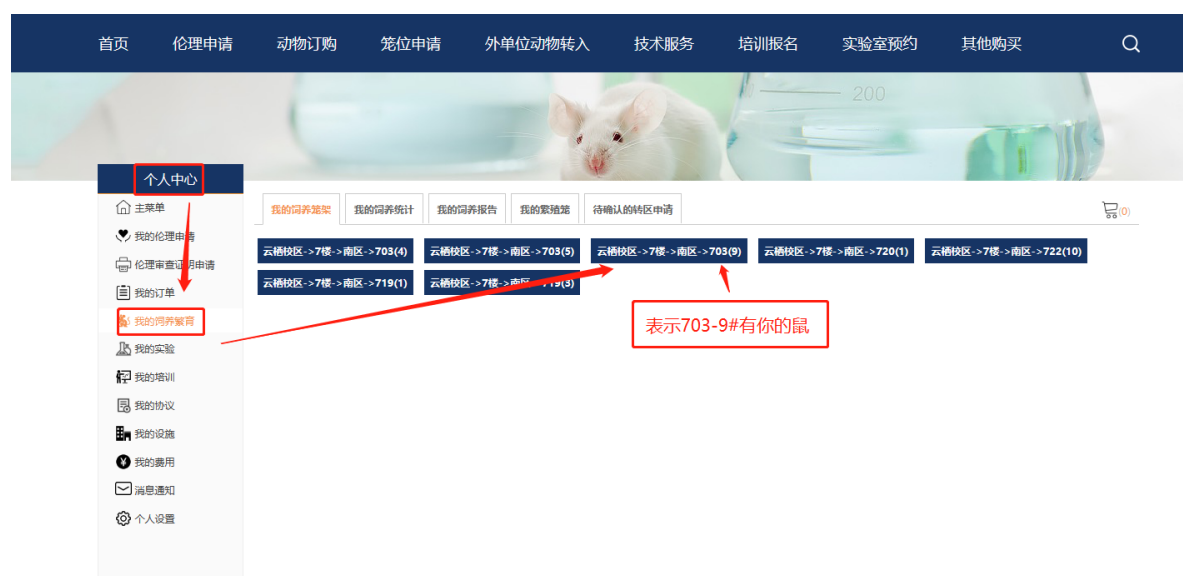 首页 伦理申请 动物订购 笼位申请 外单位动物转入 技术服务 培训报名 实验室预约 其他购买
200
个人中心
主菜单
我的伦理申请
伦理审查证明申请
我的订单
我的饲养繁育
我的实验
我的培训
我的协议
我的设施
我的费用
消息通知
个人设置
我的饲养笼架 我的饲养统计 我的饲养报告 我的繁殖笼 待确认的转区申请 (0)
云栖校区->7楼->南区->703(4) 云栖校区->7楼->南区->703(5) 云栖校区->7楼->南区->703(9) 云栖校区->7楼->南区->720(1) 云栖校区->7楼->南区->722(10)
云栖校区->7楼->南区->719(1) 云栖校区->7楼->南区->719(3)
表示703-9#有你的鼠